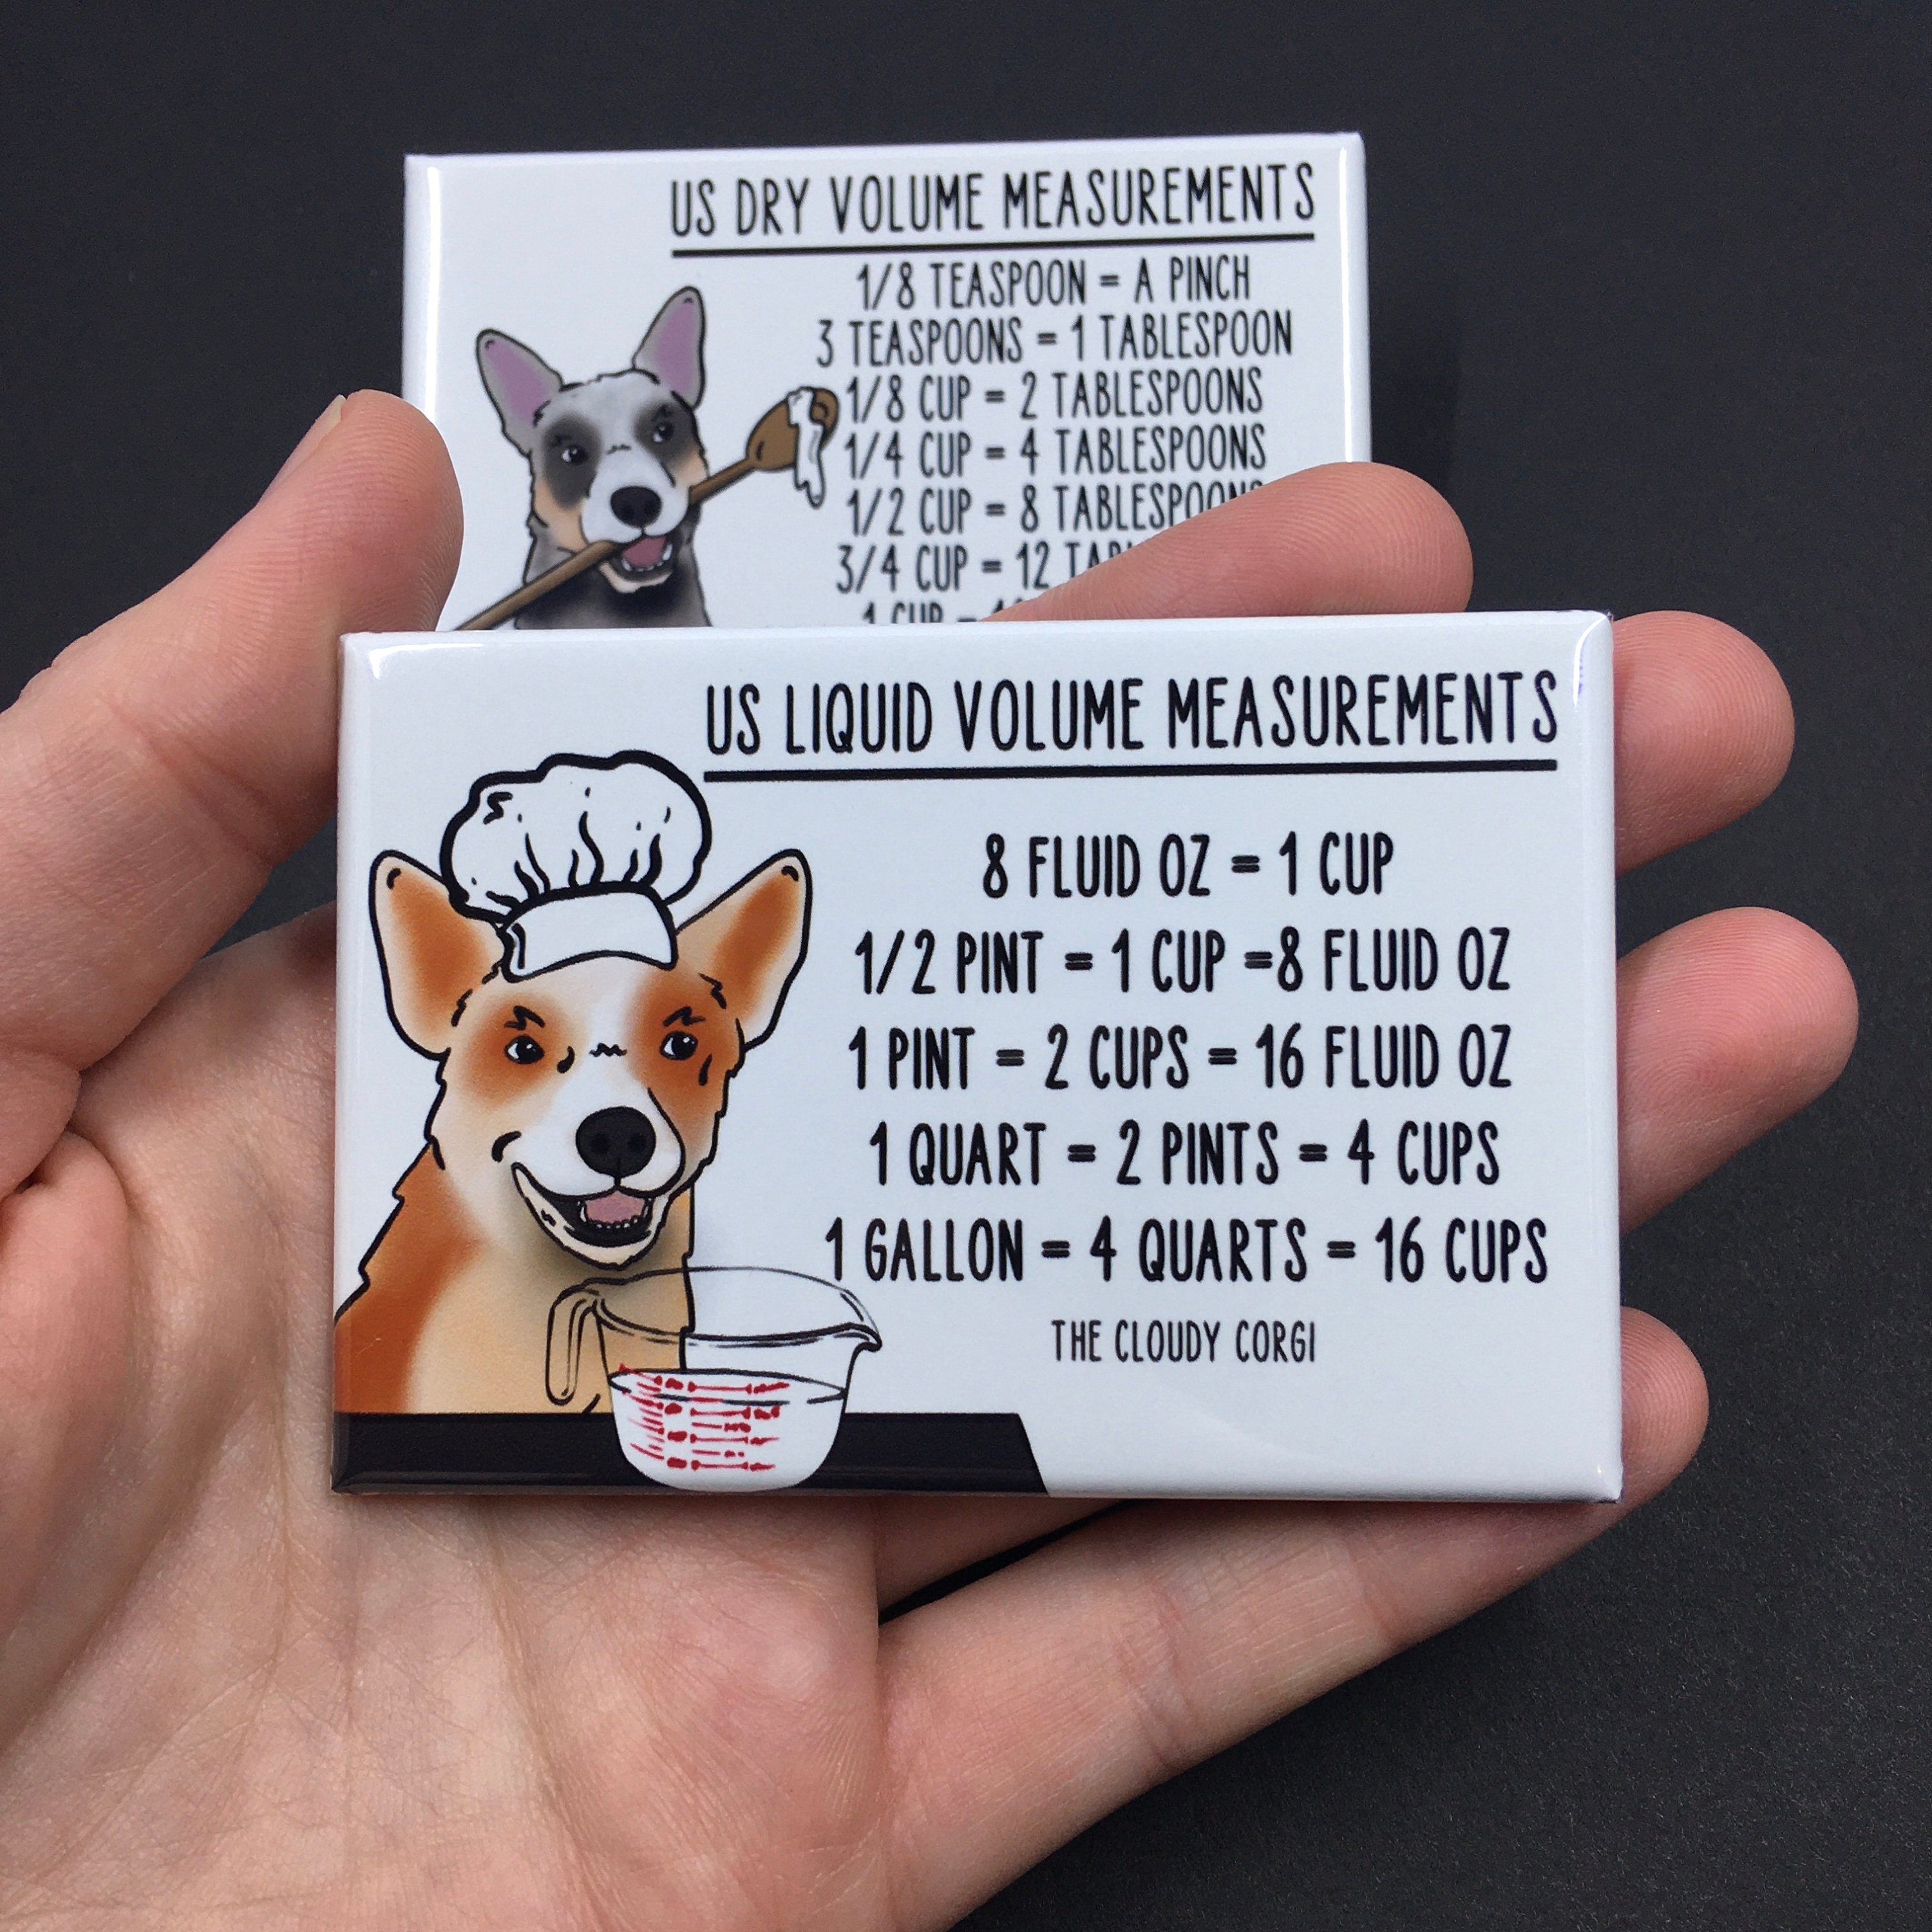 US DRY VOLUME MEASUREMENTS
1/8 TEASPOON = A PINCH
3 TEASPOONS = 1 TABLESPOON
1/8 CUP = 2 TABLESPOONS
1/4 CUP = 4 TABLESPOONS
1/2 CUP = 8 TABLESPOONS
3/4 CUP = 12
1 CUP =
US LIQUID VOLUME MEASUREMENTS
8 FLUID OZ = 1 CUP
1/2 PINT = 1 CUP =8 FLUID OZ
1 PINT = 2 CUPS = 16 FLUID OZ
1 QUART = 2 PINTS = 4 CUPS
1 GALLON = 4 QUARTS = 16 CUPS
THE CLOUDY CORGI